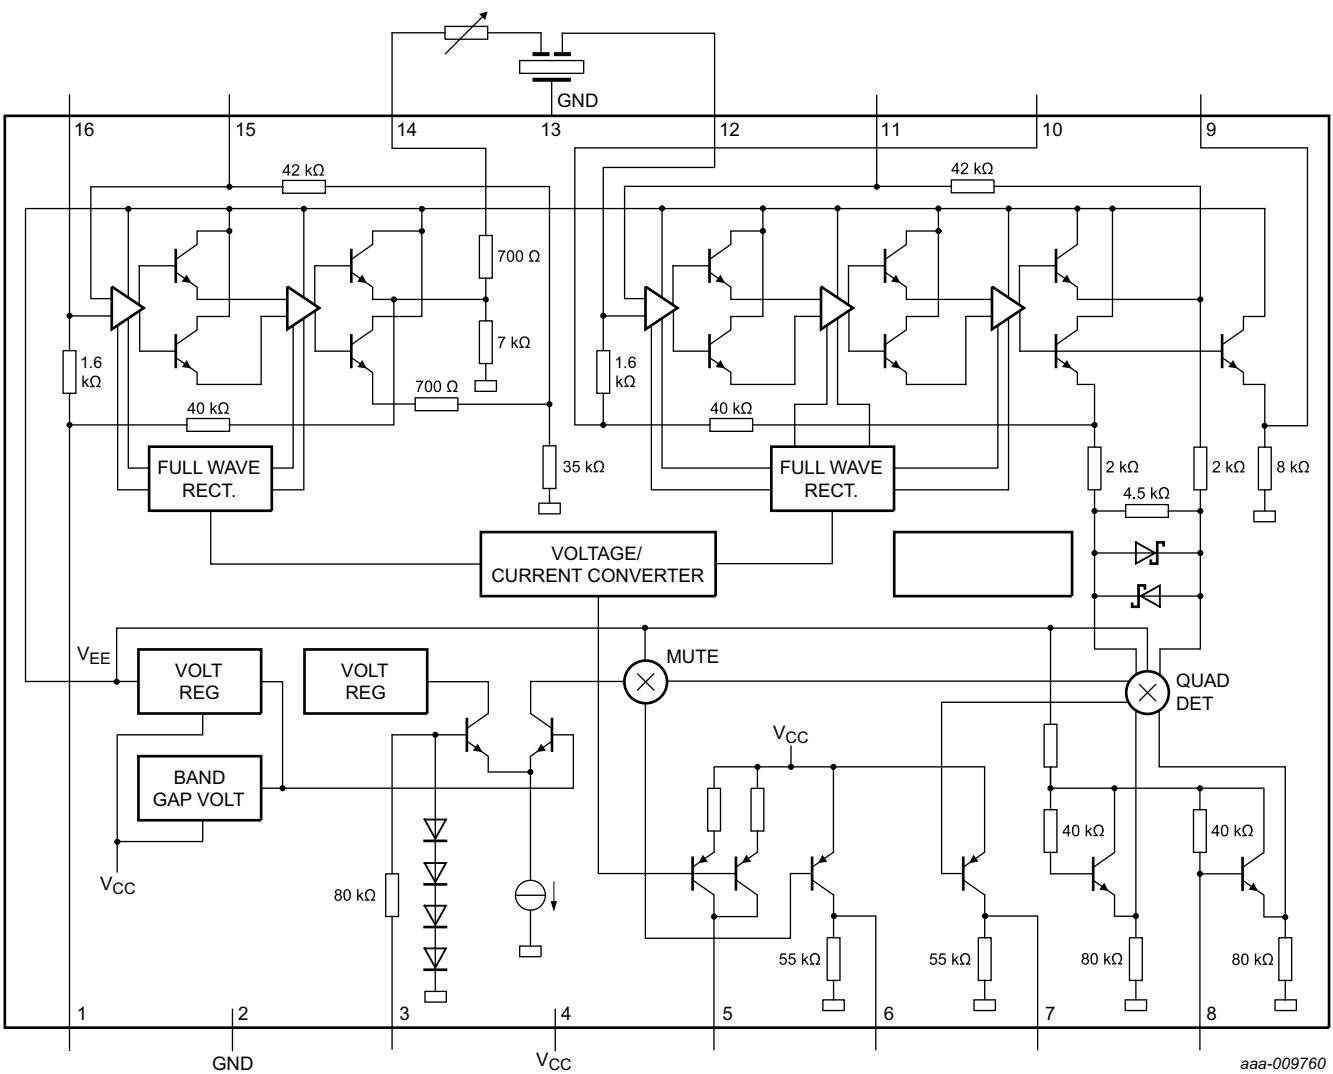 GND
16
15
14
13
12
11
10
9
42 kΩ
42 kΩ
700 Ω
7 kΩ
1.6
kΩ
1.6
kΩ
700 Ω
40 kΩ
40 kΩ
FULL WAVE
RECT.
35 kΩ
FULL WAVE
RECT.
2 kΩ
2 kΩ
8 kΩ
4.5 kΩ
VOLTAGE/
CURRENT CONVERTER
VEE
VOLT
REG
VOLT
REG
MUTE
QUAD
DET
VCC
BAND
GAP VOLT
40 kΩ
40 kΩ
VCC
80 kΩ
55 kΩ
55 kΩ
80 kΩ
80 kΩ
1
2
3
4
5
6
7
8
GND
VCC
aaa-009760